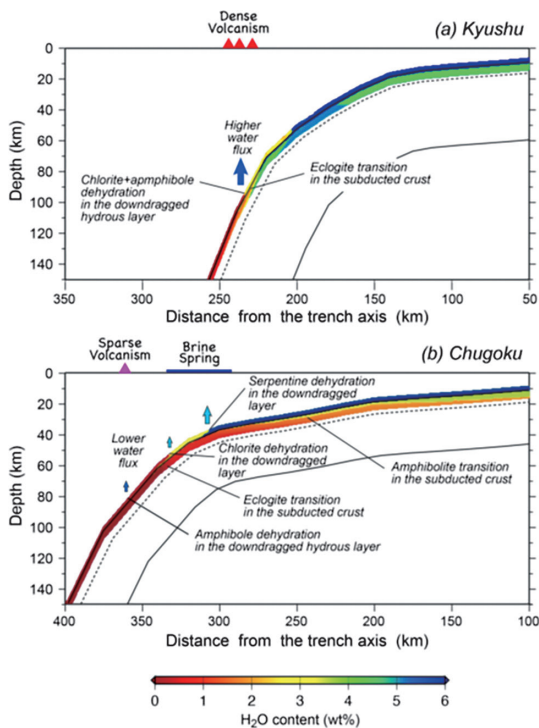 Dense
Volcanism
(a) Kyushu
0
20
40
60
80
100
120
140
Depth (km)
Higher
water
flux
Chlorite+apmphibole
dehydration
in the downdragged
hydrous layer
Eclogite transition
in the subducted crust
350
300
250
200
150
100
50
Distance from the trench axis (km)
Sparse
Volcanism
Brine
Spring
(b) Chugoku
0
20
40
60
80
100
120
140
Depth (km)
Serpentine dehydration
in the downdragged
layer
Lower
water
flux
Chlorite dehydration
in the downdragged
layer
Amphibolite transition
in the subducted crust
Eclogite transition
in the subducted crust
Amphibole dehydration
in the downdragged hydrous layer
400
350
300
250
200
150
100
Distance from the trench axis (km)
0
1
2
3
4
5
6
H₂O content (wt%)